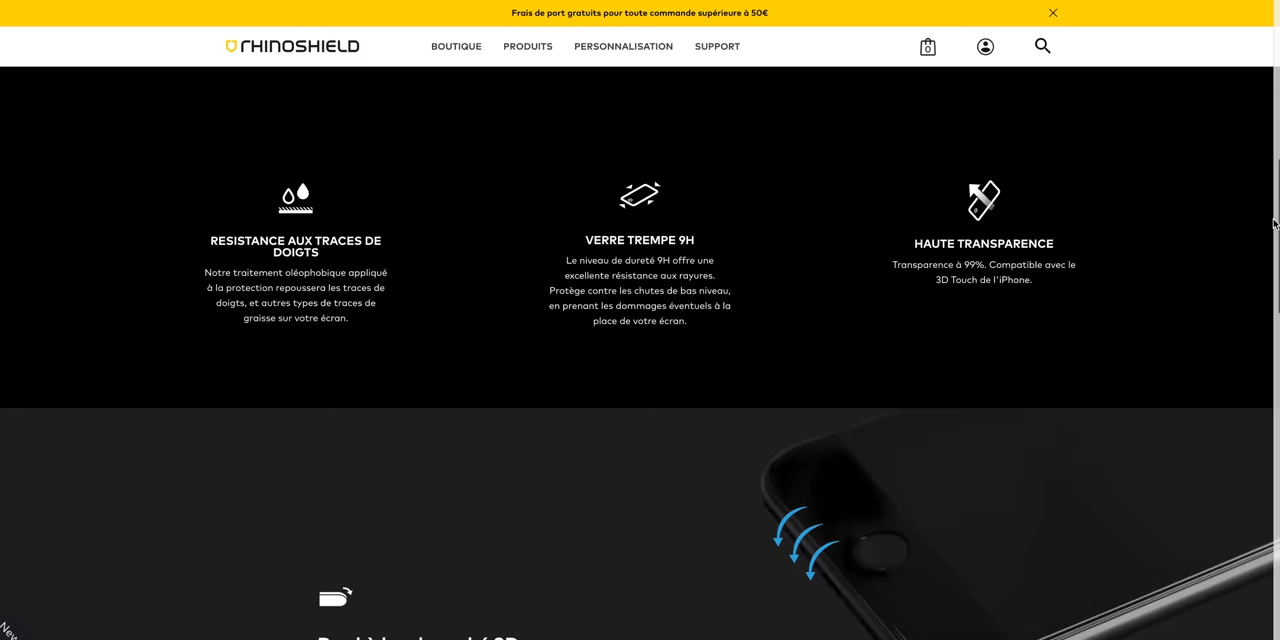 Frais de port gratuits pour toute commande supérieure à 50€
RHINOSHIELD
BOUTIQUE PRODUITS PERSONNALISATION SUPPORT
0
RESISTANCE AUX TRACES DE
DOIGTS
Notre traitement oléophobique appliqué
à la protection repoussera les traces de
doigts, et autres types de traces de
graisse sur votre écran.
VERRE TREMPE 9H
Le niveau de dureté 9H offre une
excellente résistance aux rayures.
Protège contre les chutes de bas niveau,
en prenant les dommages éventuels à la
place de votre écran.
HAUTE TRANSPARENCE
Transparence à 99%. Compatible avec le
3D Touch de l'iPhone.
New